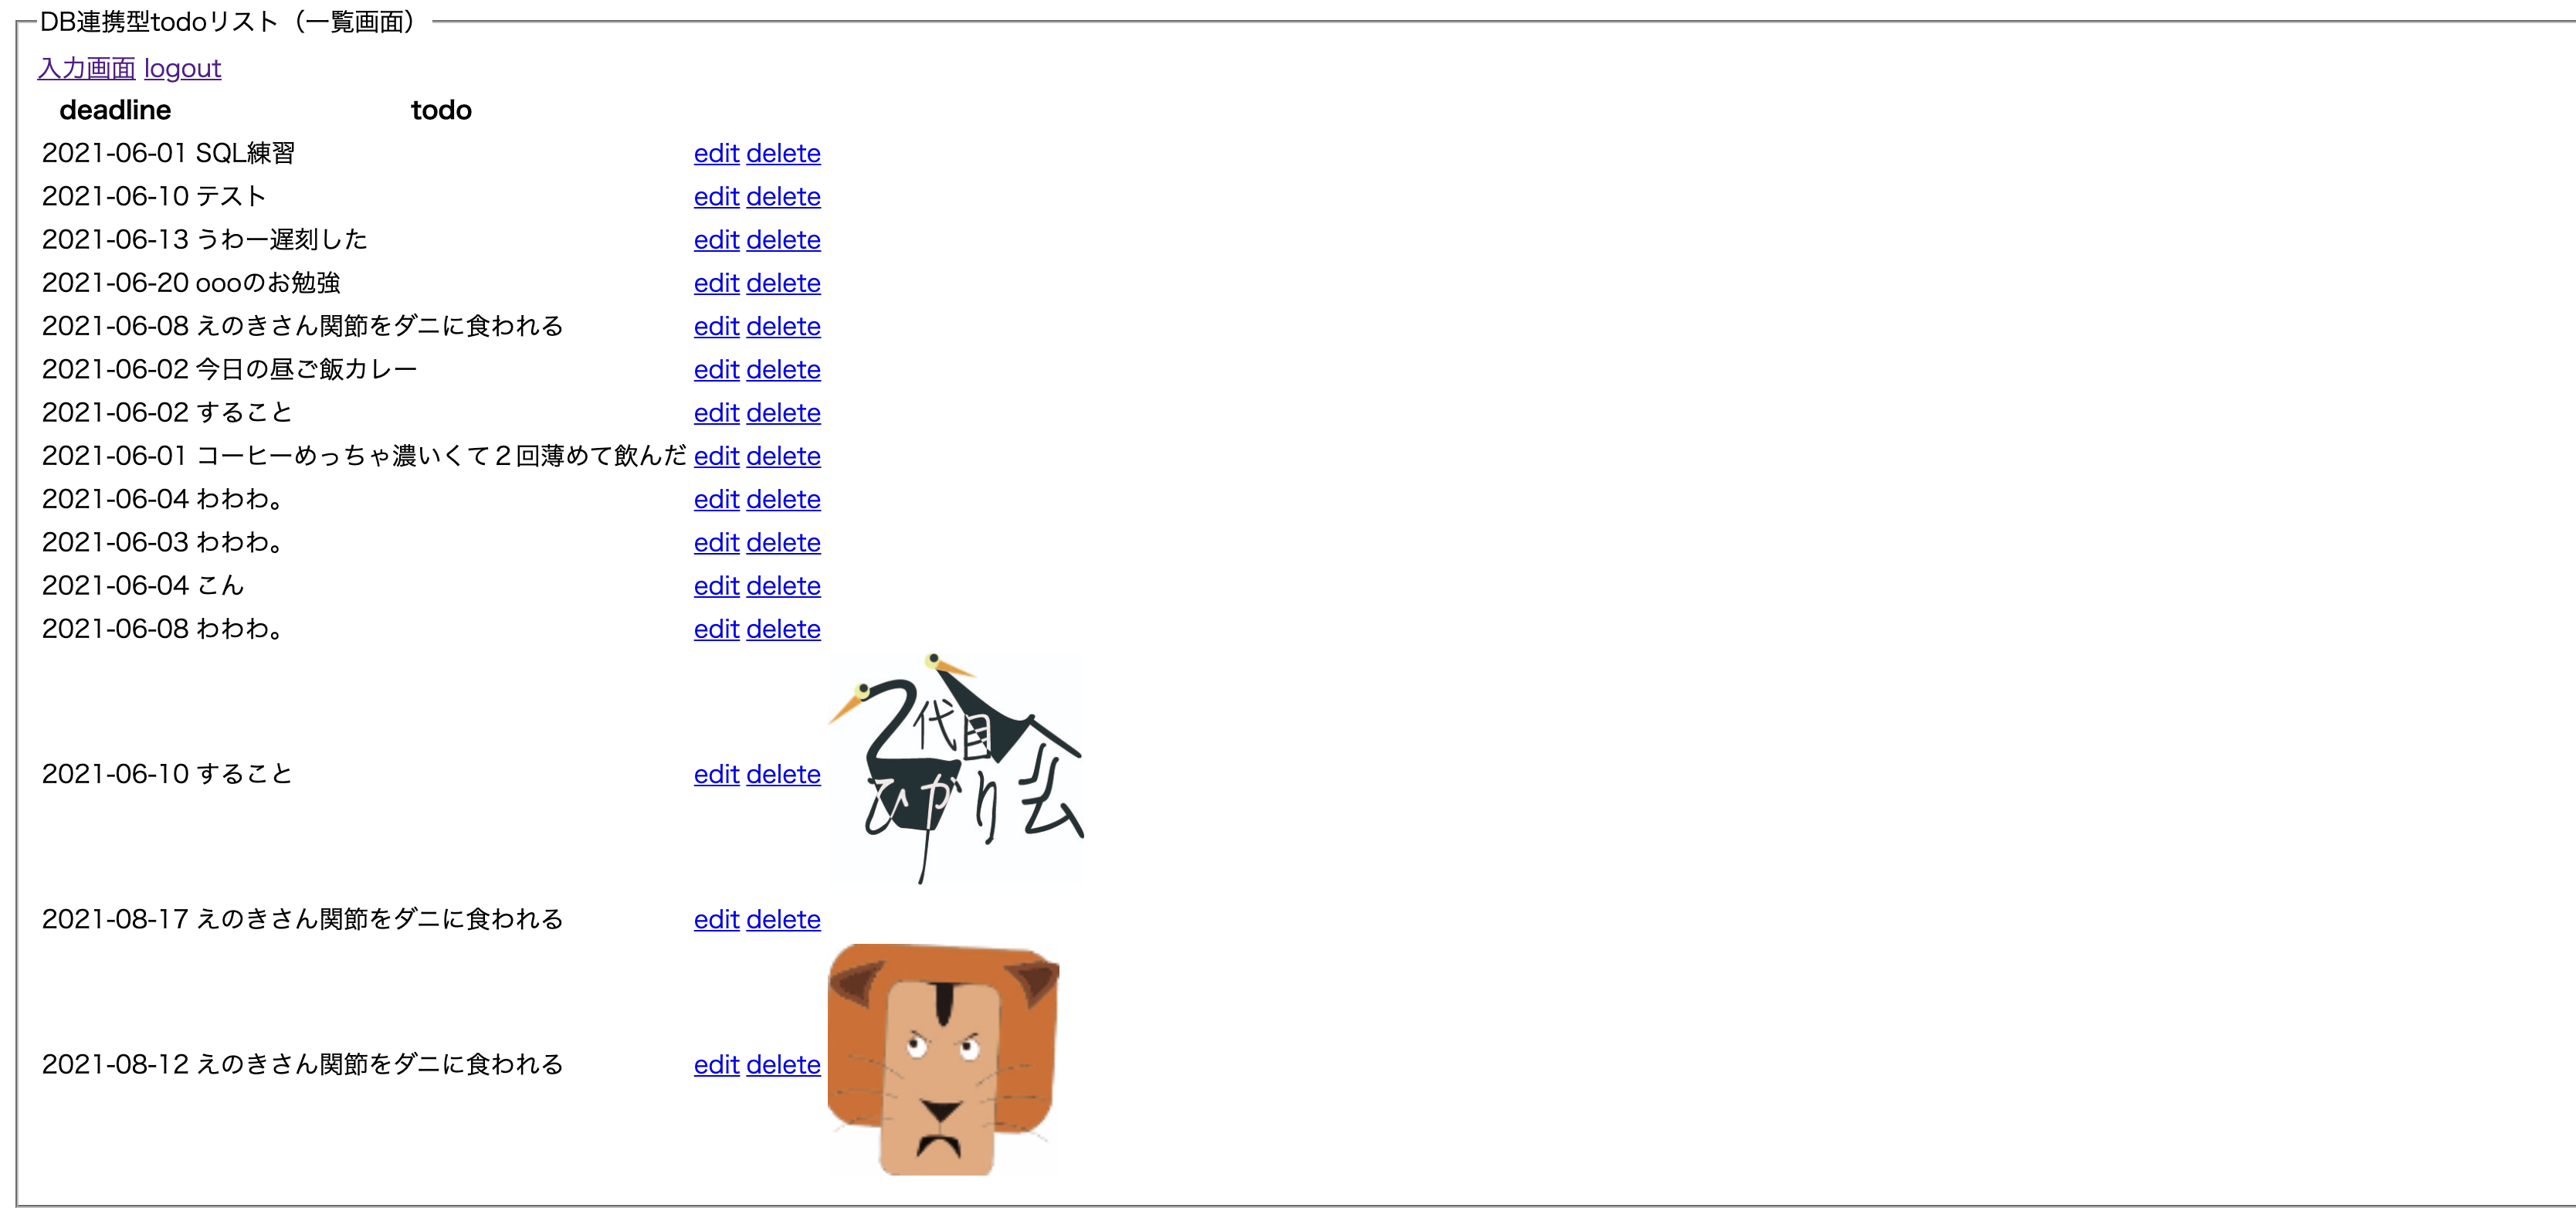 DB連携型todoリスト（一覧画面）
入力画面 logout
deadline todo
2021-06-01 SQL練習 edit delete
2021-06-10 テスト edit delete
2021-06-13 うわー遅刻した edit delete
2021-06-20 oooのお勉強 edit delete
2021-06-08 えのきさん関節をダニに食われる edit delete
2021-06-02 今日の昼ご飯カレー edit delete
2021-06-02 すること edit delete
2021-06-01 コーヒーめっちゃ濃いくて２回薄めて飲んだ edit delete
2021-06-04 わわわ。 edit delete
2021-06-03 わわわ。 edit delete
2021-06-04 こん edit delete
2021-06-08 わわわ。 edit delete
2代目
2021-06-10 すること edit delete
ひかり公
2021-08-17 えのきさん関節をダニに食われる edit delete
2021-08-12 えのきさん関節をダニに食われる edit delete